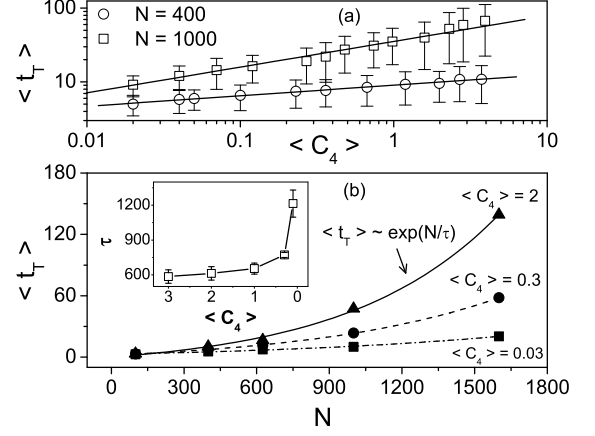 100
(a)
N = 400
N = 1000
< t_T >
10
0.01
0.1
1
10
< C_4 >
180
(b)
< C_4 > = 2
1200
τ
< t_T > ~ exp(N/τ)
120
900
< t_T >
600
< C_4 > = 0.3
60
3
2
1
0
< C_4 >
0
< C_4 > = 0.03
0
300
600
900
1200
1500
1800
N